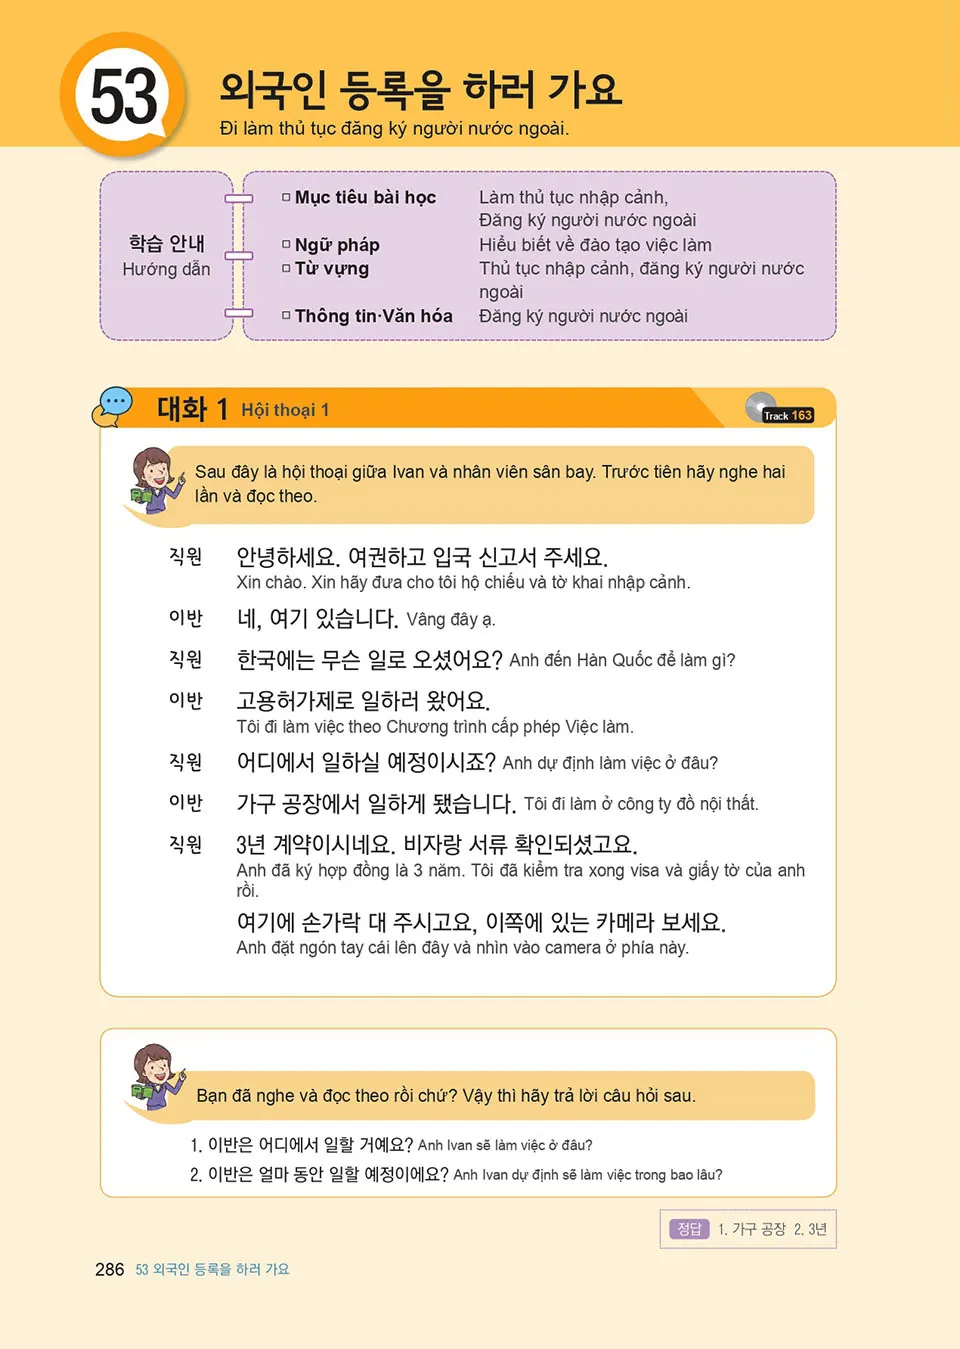 53
외국인 등록을 하러 가요
Đi làm thủ tục đăng ký người nước ngoài.
학습 안내
Hướng dẫn
□ Mục tiêu bài học Làm thủ tục nhập cảnh,
Đăng ký người nước ngoài
□ Ngữ pháp Hiểu biết về đào tạo việc làm
□ Từ vựng Thủ tục nhập cảnh, đăng ký người nước
ngoài
□ Thông tin·Văn hóa Đăng ký người nước ngoài
대화 1 Hội thoại 1
Track 163
Sau đây là hội thoại giữa Ivan và nhân viên sân bay. Trước tiên hãy nghe hai
lần và đọc theo.
직원 안녕하세요. 여권하고 입국 신고서 주세요.
Xin chào. Xin hãy đưa cho tôi hộ chiếu và tờ khai nhập cảnh.
이반 네, 여기 있습니다. Vâng đây ạ.
직원 한국에는 무슨 일로 오셨어요? Anh đến Hàn Quốc để làm gì?
이반 고용허가제로 일하러 왔어요.
Tôi đi làm việc theo Chương trình cấp phép Việc làm.
직원 어디에서 일하실 예정이시죠? Anh dự định làm việc ở đâu?
이반 가구 공장에서 일하게 됐습니다. Tôi đi làm ở công ty đồ nội thất.
직원 3년 계약이시네요. 비자랑 서류 확인되셨고요.
Anh đã ký hợp đồng là 3 năm. Tôi đã kiểm tra xong visa và giấy tờ của anh
rồi.
여기에 손가락 대 주시고요, 이쪽에 있는 카메라 보세요.
Anh đặt ngón tay cái lên đây và nhìn vào camera ở phía này.
Bạn đã nghe và đọc theo rồi chứ? Vậy thì hãy trả lời câu hỏi sau.
1. 이반은 어디에서 일할 거예요? Anh Ivan sẽ làm việc ở đâu?
2. 이반은 얼마 동안 일할 예정이에요? Anh Ivan dự định sẽ làm việc trong bao lâu?
정답 1. 가구 공장 2. 3년
286 53 외국인 등록을 하러 가요